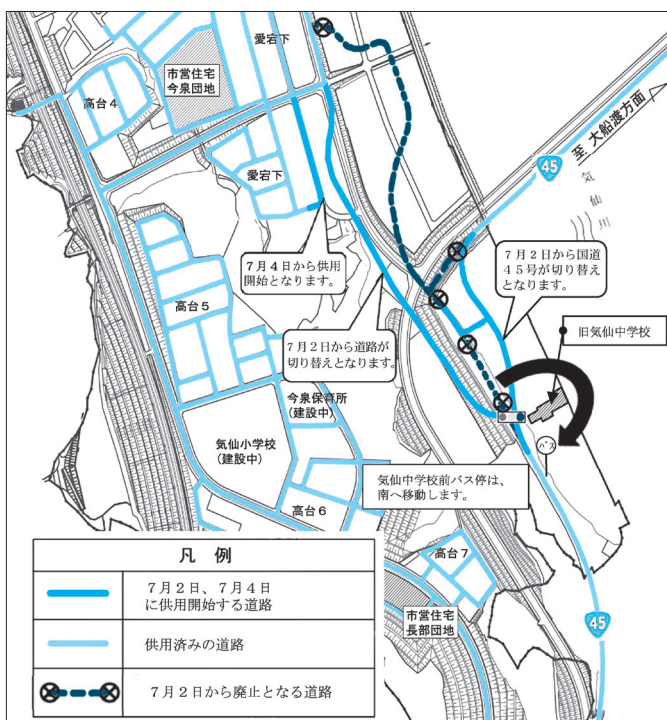 愛宕下
市営住宅
今泉団地
高台4
至 大船渡方面
45
気仙川
愛宕下
7月4日から供用
開始となります。
7月2日から国道
45号が切り替え
となります。
高台5
旧気仙中学校
7月2日から道路が
切り替えとなります。
今泉保育所
(建設中)
気仙小学校
(建設中)
バス
気仙中学校前バス停は、
南へ移動します。
高台6
凡 例
7月2日、7月4日
に供用開始する道路
供用済みの道路
7月2日から廃止となる道路
高台7
市営住宅
長部団地
45